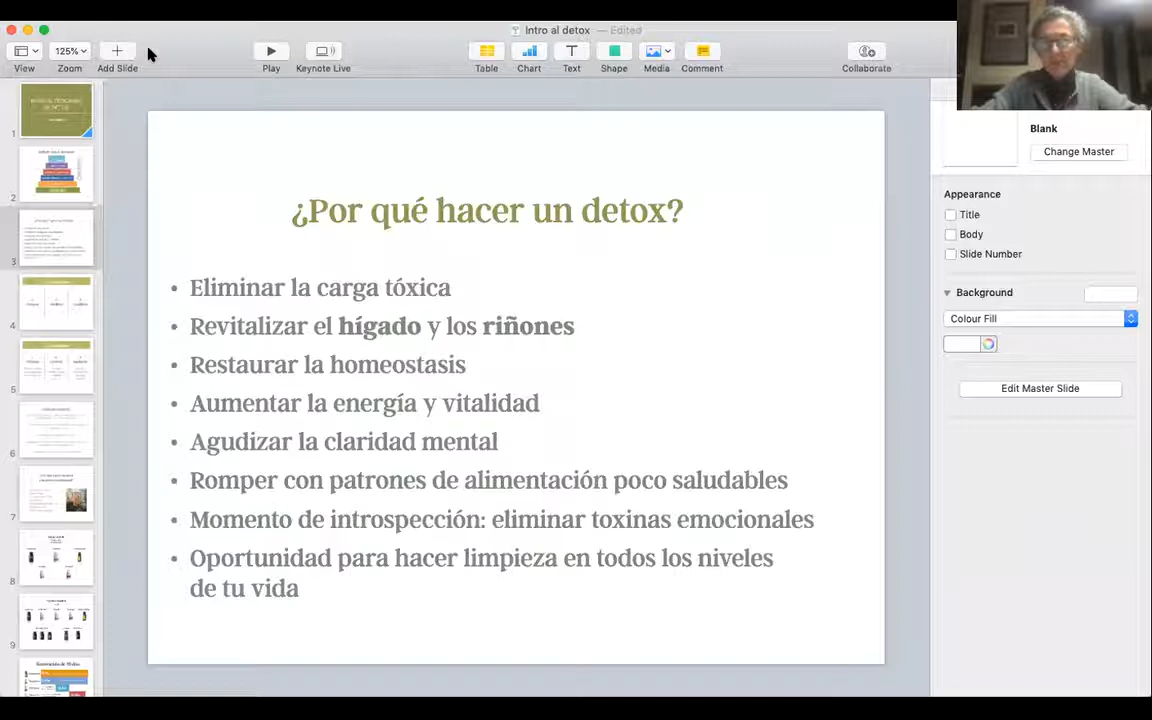 Intro al detox — Edited
View
125%
Zoom
Add Slide
Play
Keynote Live
Table
Chart
Text
Shape
Media
Comment
Collaborate
1
2
3
4
5
6
7
8
9
¿Por qué hacer un detox?
• Eliminar la carga tóxica
• Revitalizar el hígado y los riñones
• Restaurar la homeostasis
• Aumentar la energía y vitalidad
• Agudizar la claridad mental
• Romper con patrones de alimentación poco saludables
• Momento de introspección: eliminar toxinas emocionales
• Oportunidad para hacer limpieza en todos los niveles
de tu vida
Blank
Change Master
Appearance
Title
Body
Slide Number
Background
Colour Fill
Edit Master Slide